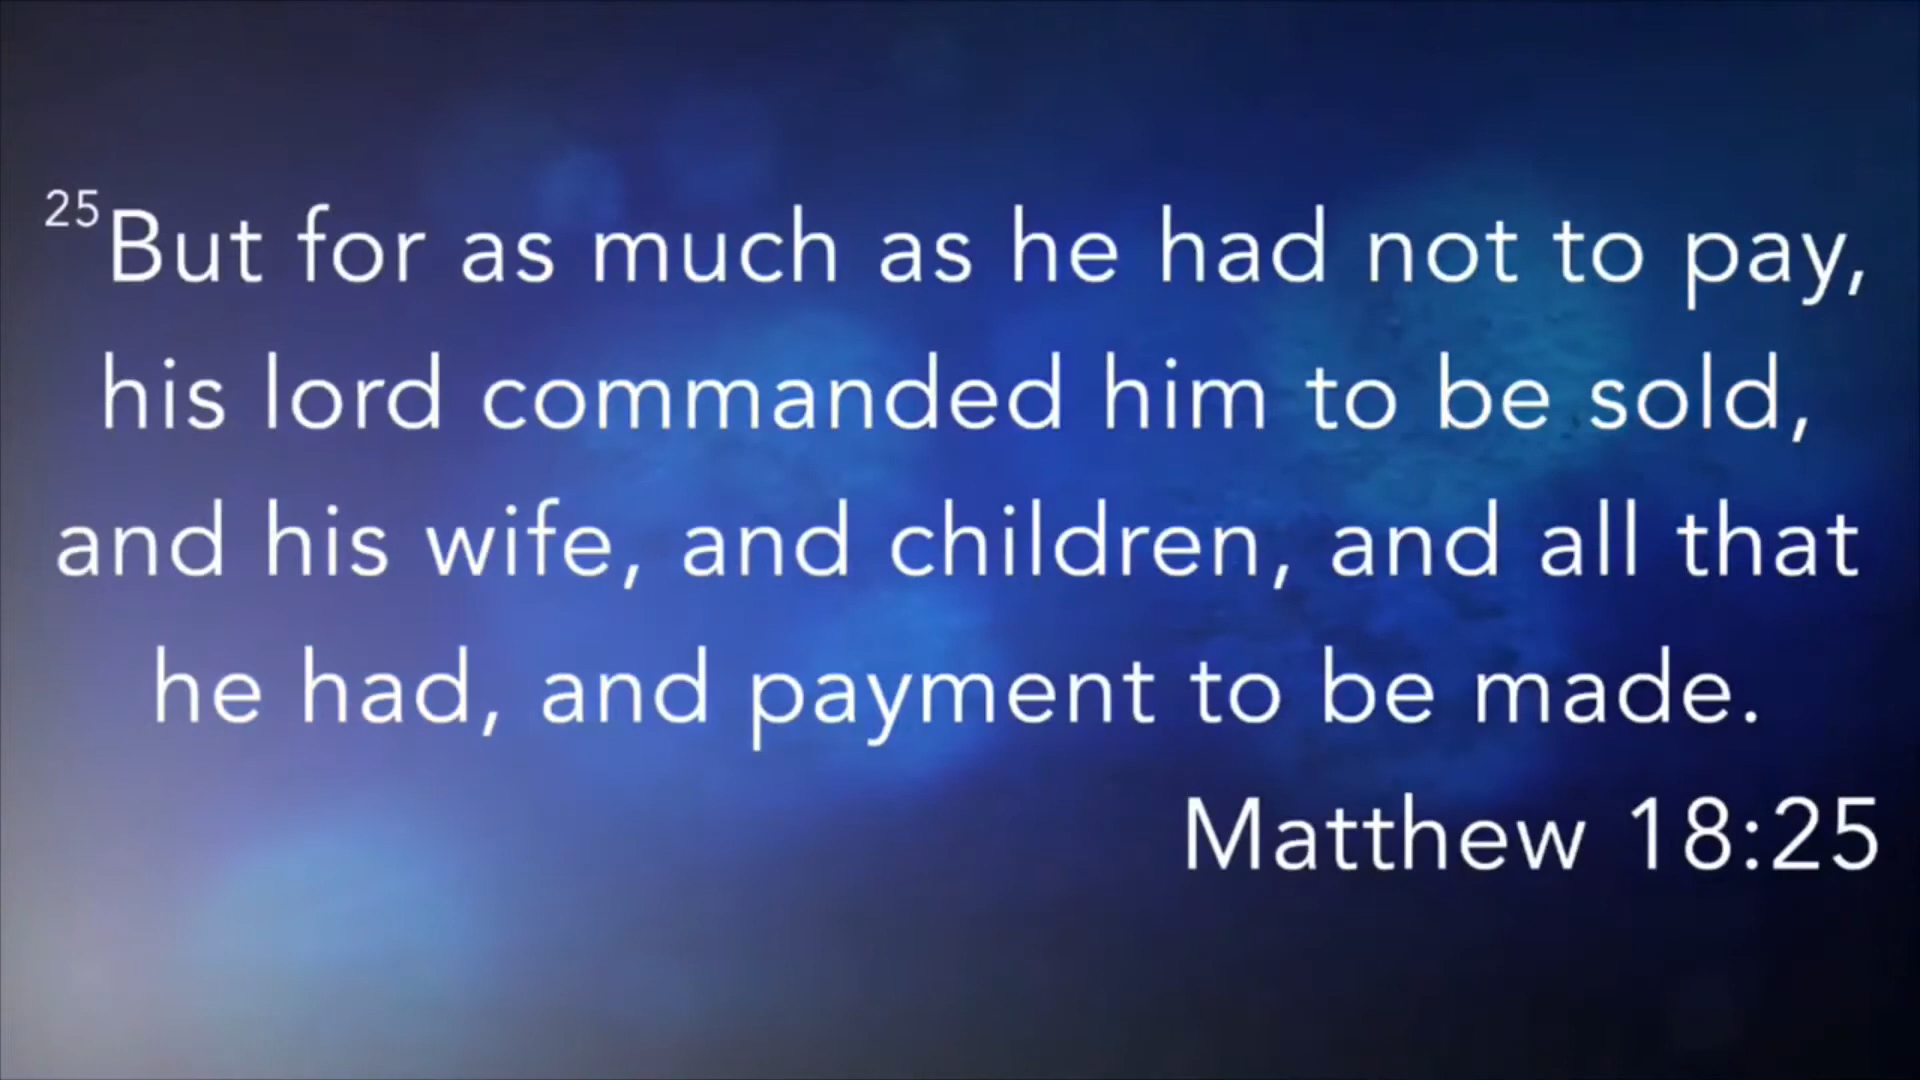 25But for as much as he had not to pay,
his lord commanded him to be sold,
and his wife, and children, and all that
he had, and payment to be made.
Matthew 18:25